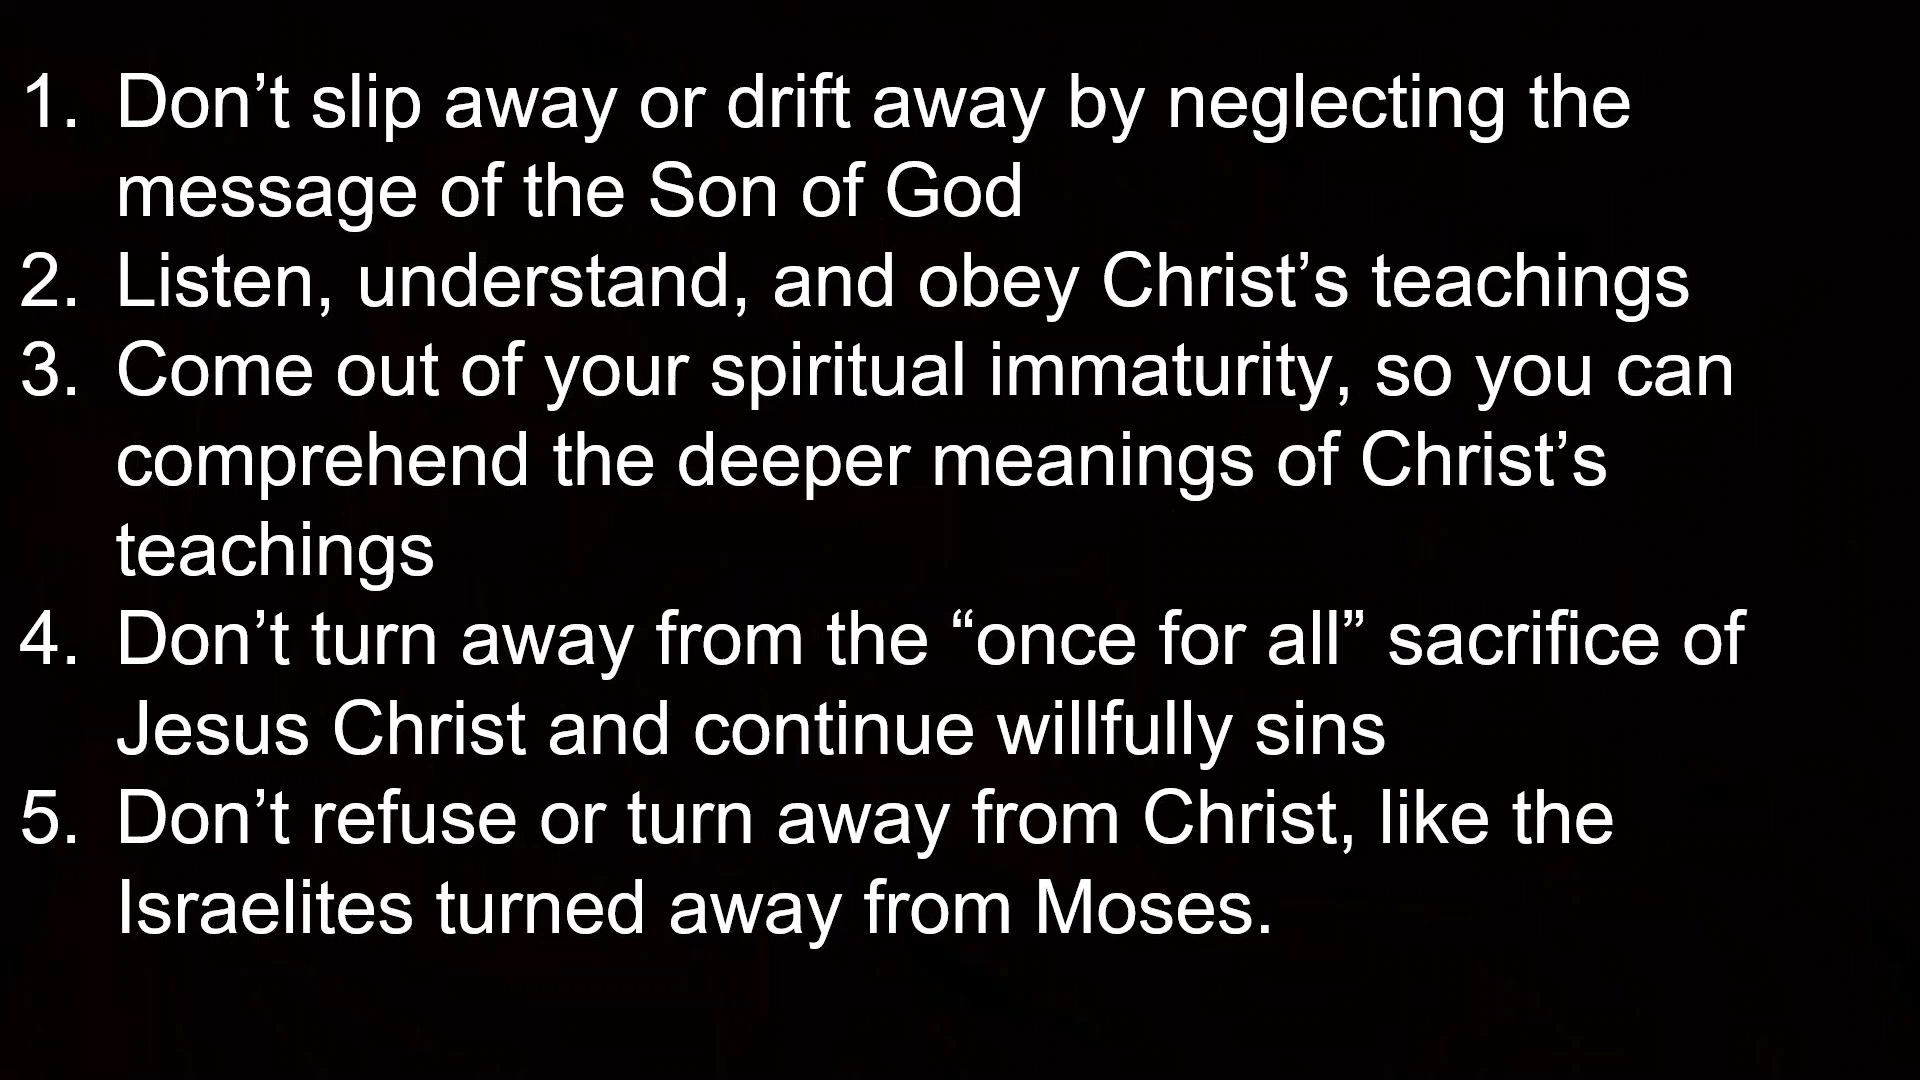 1. Don’t slip away or drift away by neglecting the
message of the Son of God
2. Listen, understand, and obey Christ’s teachings
3. Come out of your spiritual immaturity, so you can
comprehend the deeper meanings of Christ’s
teachings
4. Don’t turn away from the “once for all” sacrifice of
Jesus Christ and continue willfully sins
5. Don’t refuse or turn away from Christ, like the
Israelites turned away from Moses.